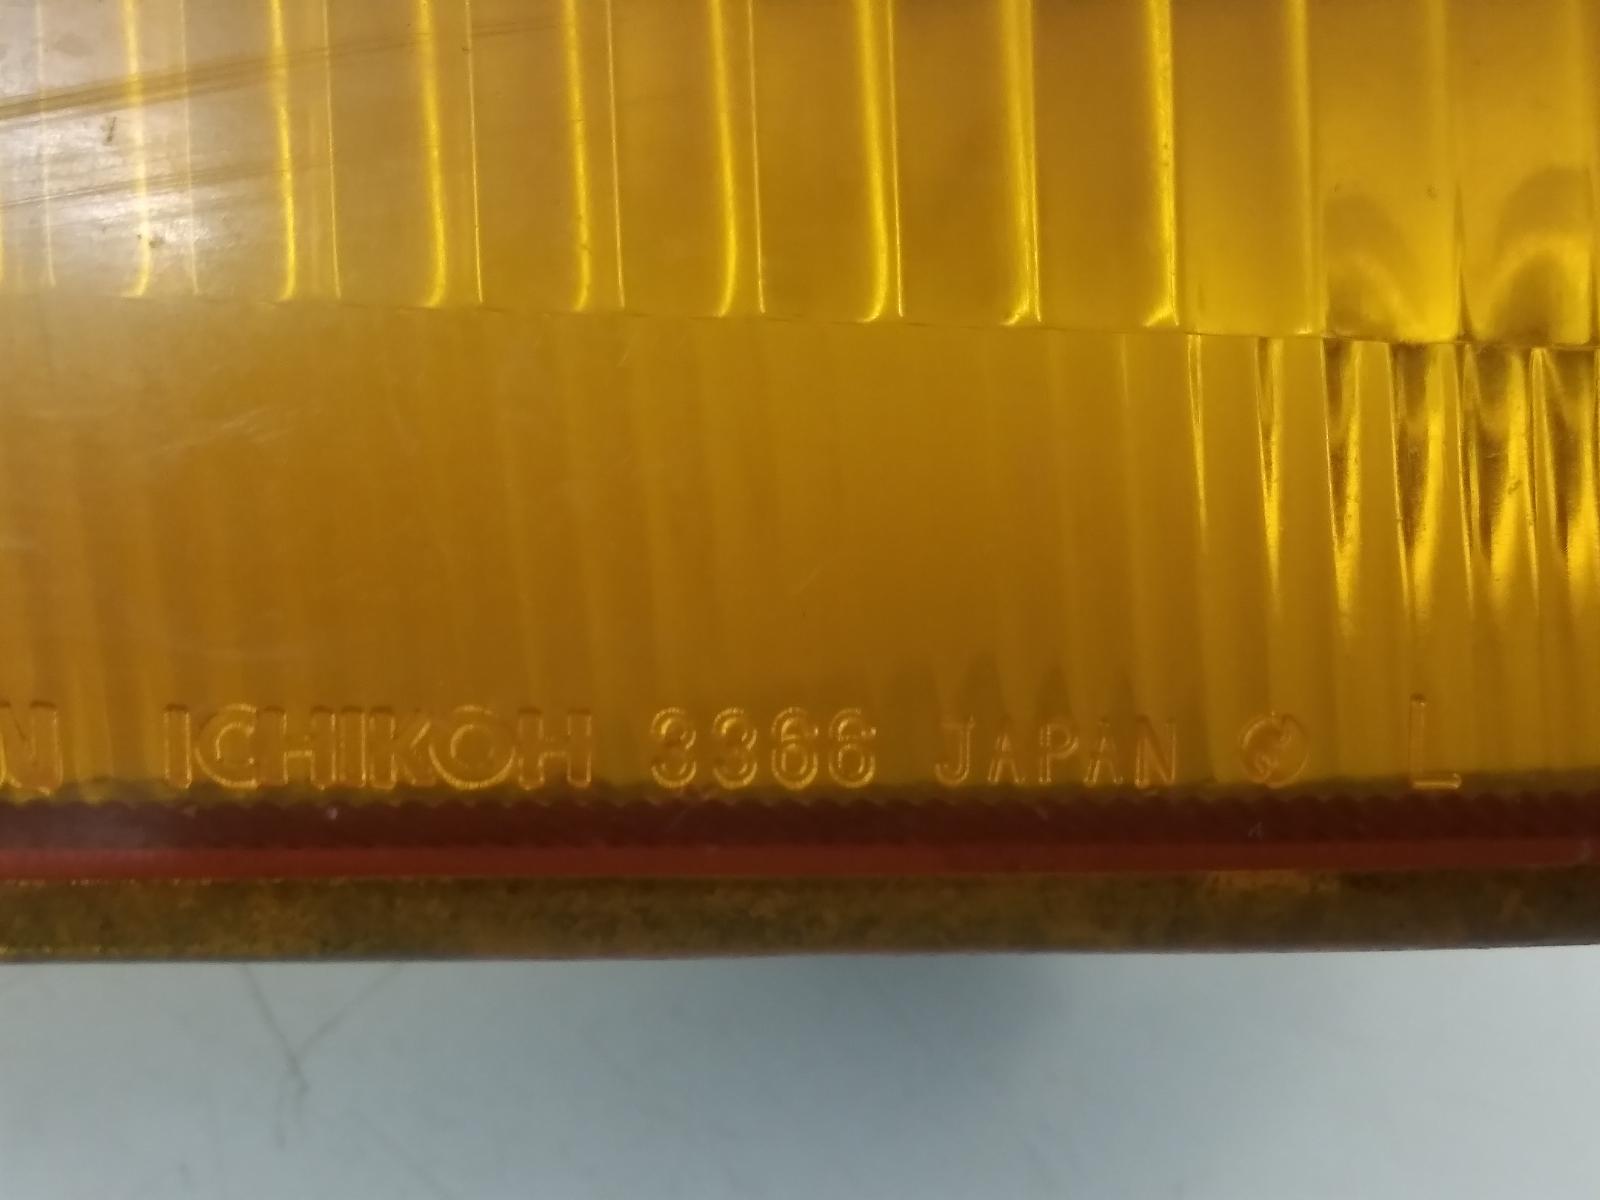 N ICHIKOH 3366 JAPAN L